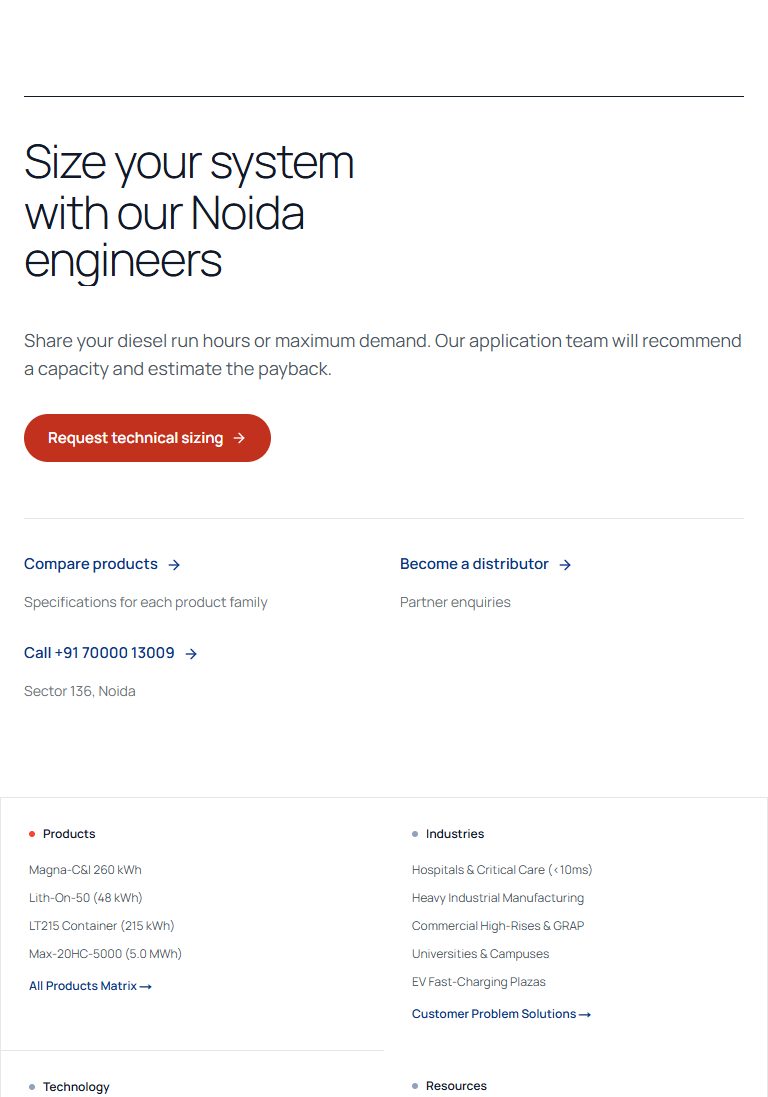 Size your system
with our Noida
engineers
Share your diesel run hours or maximum demand. Our application team will recommend
a capacity and estimate the payback.
Request technical sizing →
Compare products →
Specifications for each product family
Become a distributor →
Partner enquiries
Call +91 70000 13009 →
Sector 136, Noida
Products
Magna-C&I 260 kWh
Lith-On-50 (48 kWh)
LT215 Container (215 kWh)
Max-20HC-5000 (5.0 MWh)
All Products Matrix →
Industries
Hospitals & Critical Care (<10ms)
Heavy Industrial Manufacturing
Commercial High-Rises & GRAP
Universities & Campuses
EV Fast-Charging Plazas
Customer Problem Solutions →
Technology
Resources